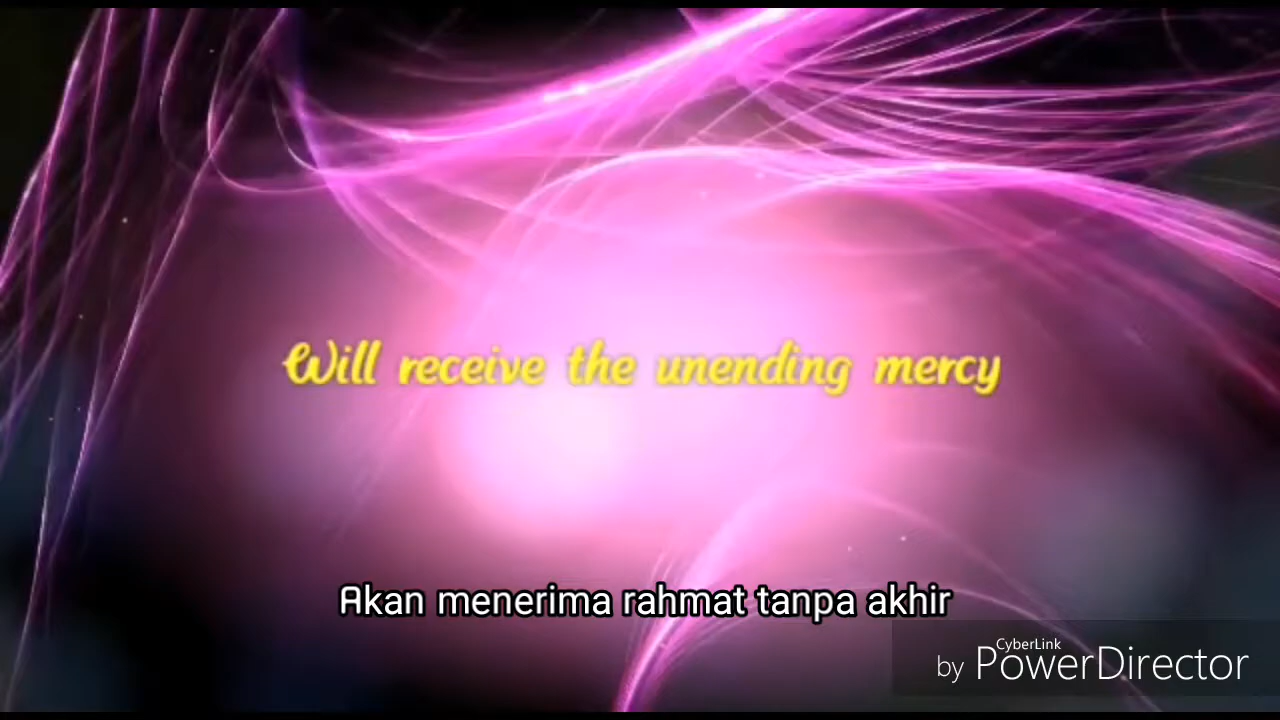 Will receive the unending mercy
Akan menerima rahmat tanpa akhir
CyberLink
by PowerDirector